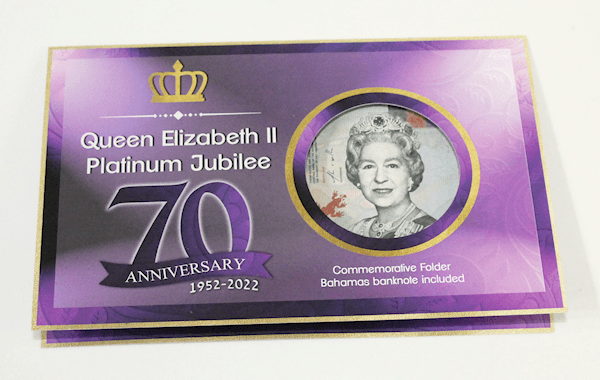 Queen Elizabeth II
Platinum Jubilee
70
ANNIVERSARY
1952-2022
Commemorative Folder
Bahamas banknote included